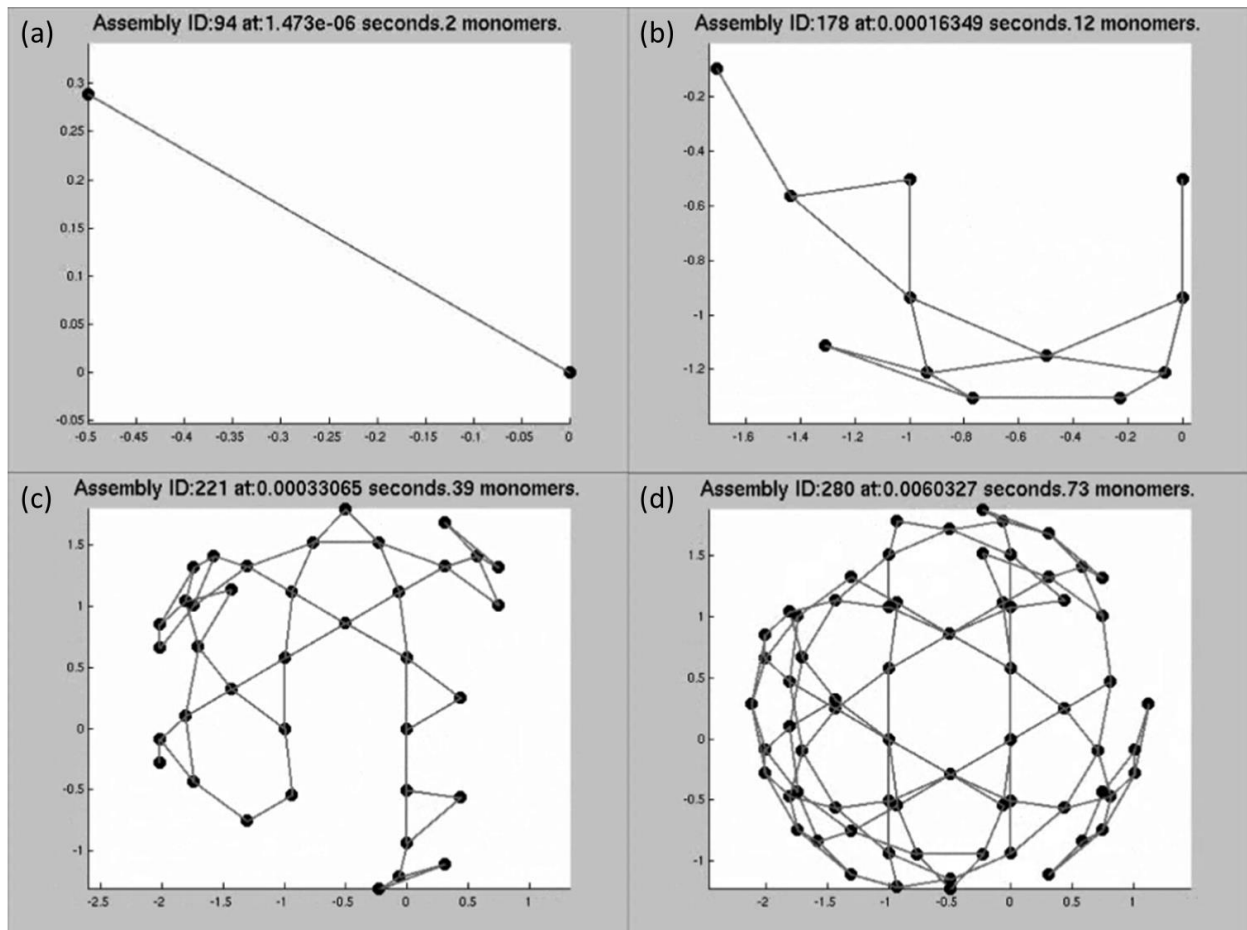 (a)
Assembly ID:94 at:1.473e-06 seconds.2 monomers.
0.3
0.25
0.2
0.15
0.1
0.05
0
-0.05
-0.5 -0.45 -0.4 -0.35 -0.3 -0.25 -0.2 -0.15 -0.1 -0.05 0
(b)
Assembly ID:178 at:0.00016349 seconds.12 monomers.
-0.2
-0.4
-0.6
-0.8
-1
-1.2
-1.6 -1.4 -1.2 -1 -0.8 -0.6 -0.4 -0.2 0
(c)
Assembly ID:221 at:0.00033065 seconds.39 monomers.
1.5
1
0.5
0
-0.5
-1
-2.5 -2 -1.5 -1 -0.5 0 0.5 1
(d)
Assembly ID:280 at:0.0060327 seconds.73 monomers.
1.5
1
0.5
0
-0.5
-1
-2 -1.5 -1 -0.5 0 0.5 1